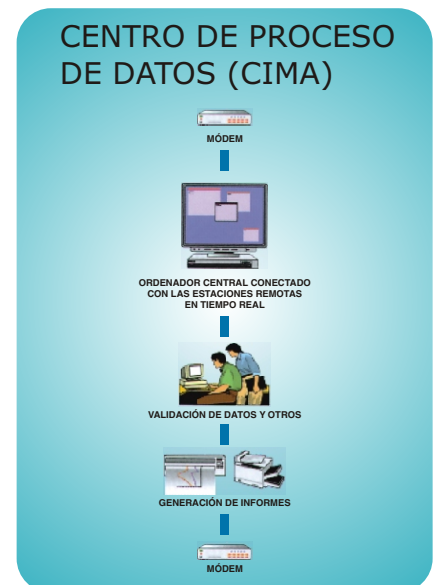 CENTRO DE PROCESO
DE DATOS (CIMA)
MÓDEM
ORDENADOR CENTRAL CONECTADO
CON LAS ESTACIONES REMOTAS
EN TIEMPO REAL
VALIDACIÓN DE DATOS Y OTROS
GENERACIÓN DE INFORMES
MÓDEM